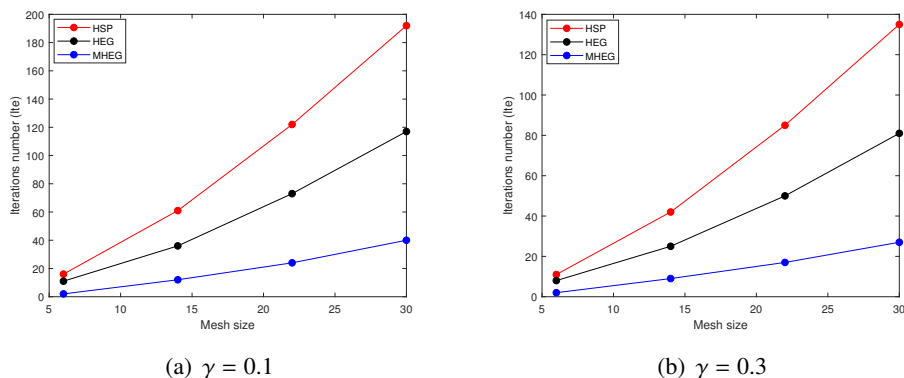 200
180
160
140
120
100
80
60
40
20
0
Iterations number (Ite)
HSP
HEG
MHEG
5
10
15
20
25
30
Mesh size
(a) γ = 0.1
140
120
100
80
60
40
20
0
Iterations number (Ite)
HSP
HEG
MHEG
5
10
15
20
25
30
Mesh size
(b) γ = 0.3